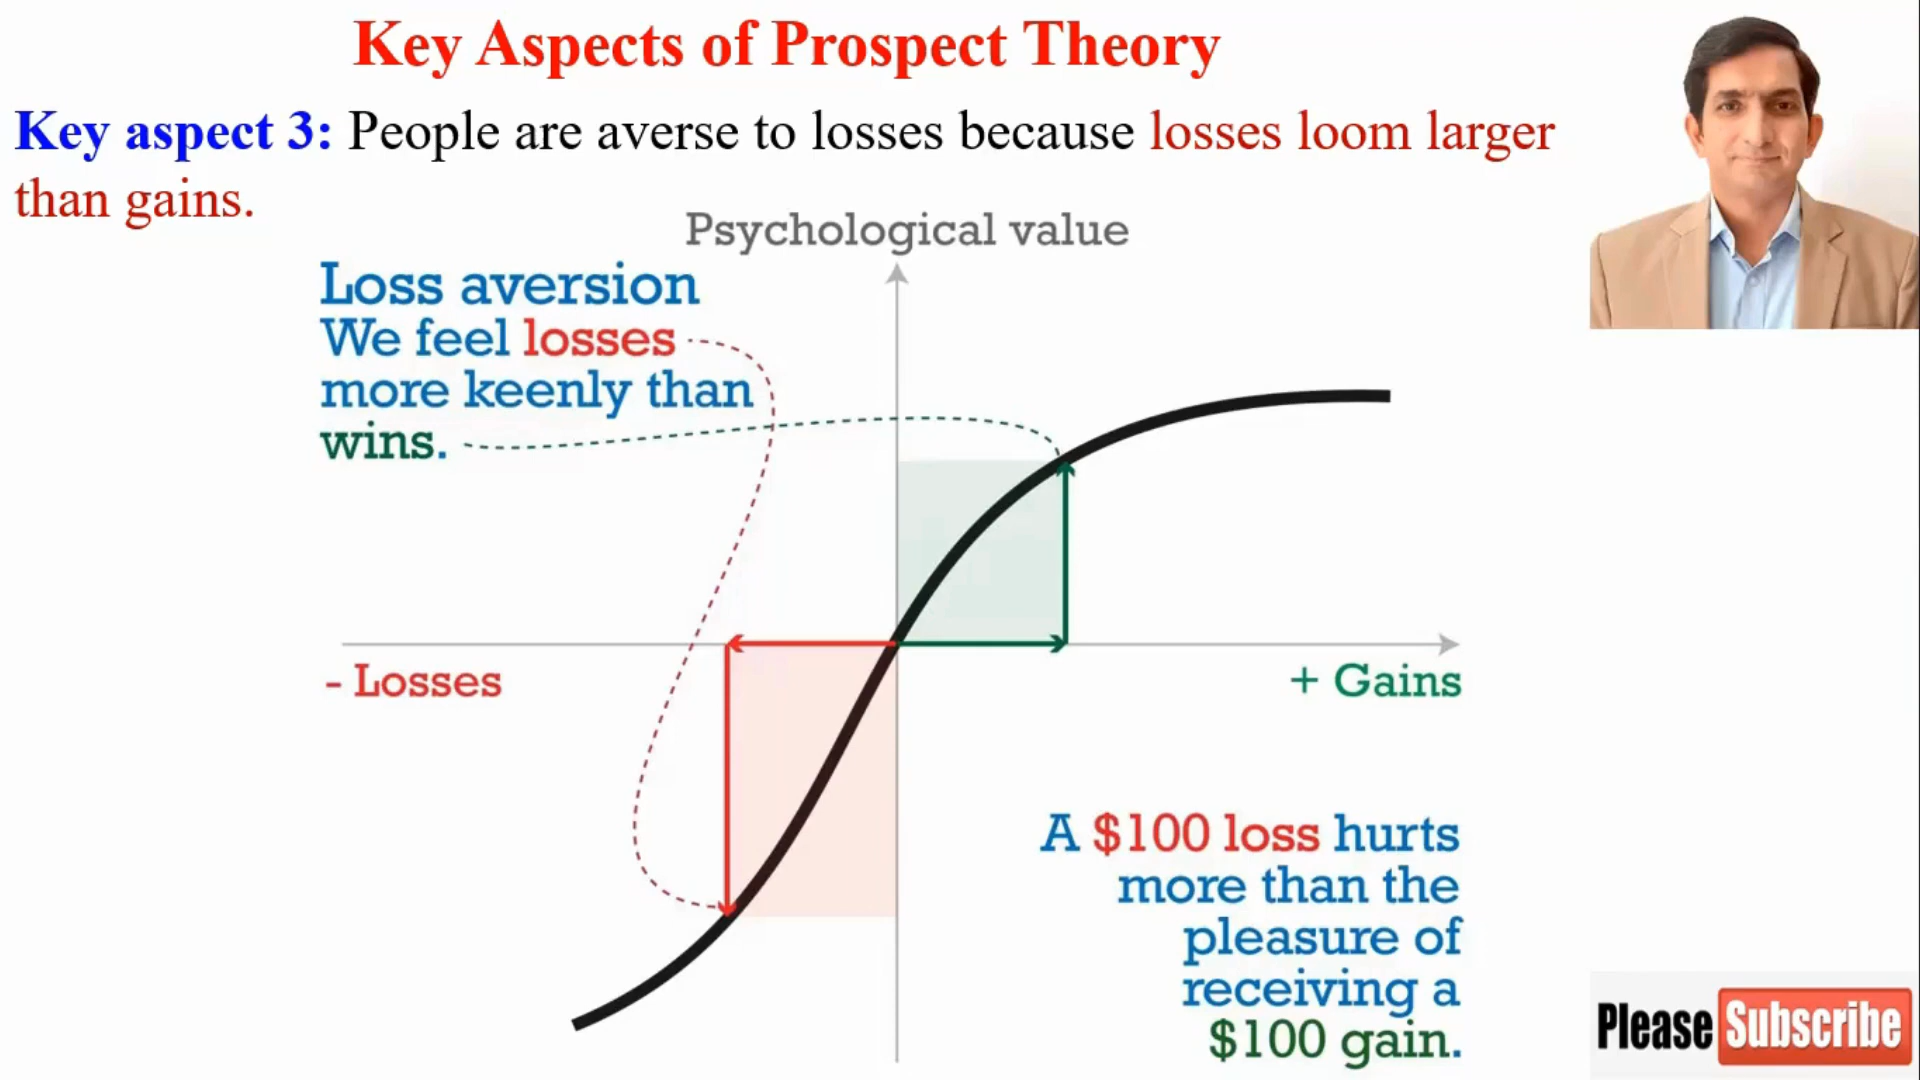 Key Aspects of Prospect Theory
Key aspect 3: People are averse to losses because losses loom larger
than gains.
Psychological value
Loss aversion
We feel losses
more keenly than
wins.
- Losses
+ Gains
A $100 loss hurts
more than the
pleasure of
receiving a
$100 gain.
Please Subscribe